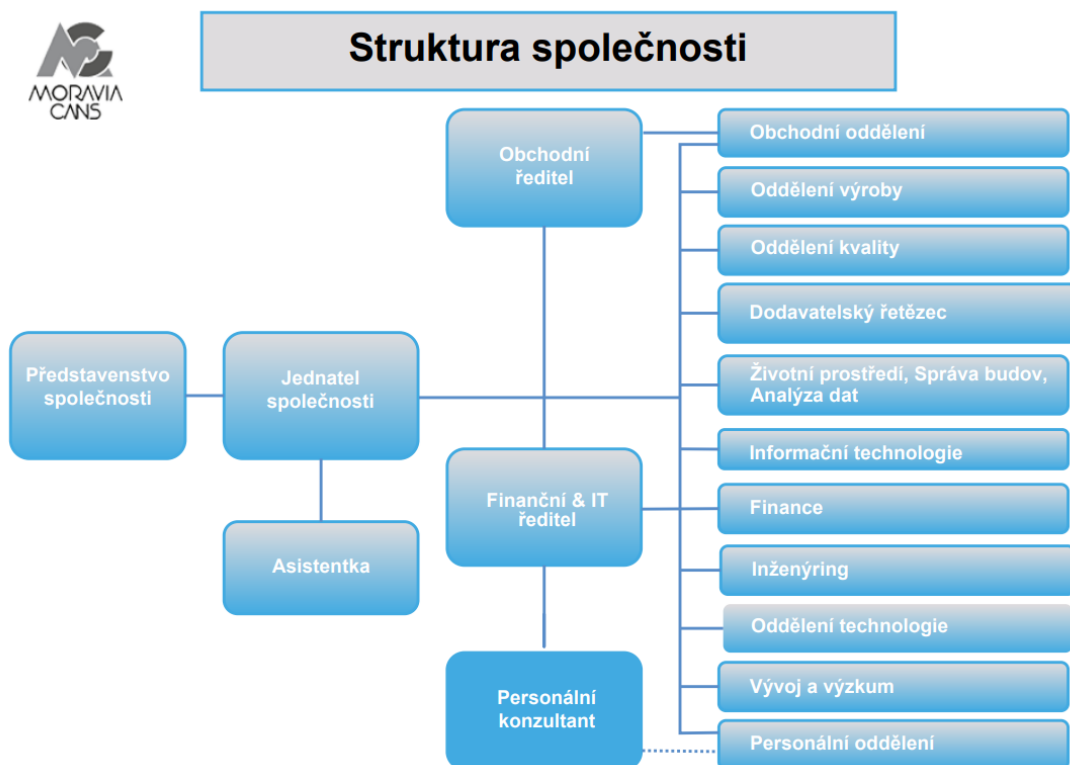 MORAVIA
CANS
Struktura společnosti
Obchodní
ředitel
Představenstvo
společnosti
Jednatel
společnosti
Asistentka
Finanční & IT
ředitel
Personální
konzultant
Obchodní oddělení
Oddělení výroby
Oddělení kvality
Dodavatelský řetězec
Životní prostředí, Správa budov,
Analýza dat
Informační technologie
Finance
Inženýring
Oddělení technologie
Vývoj a výzkum
Personální oddělení